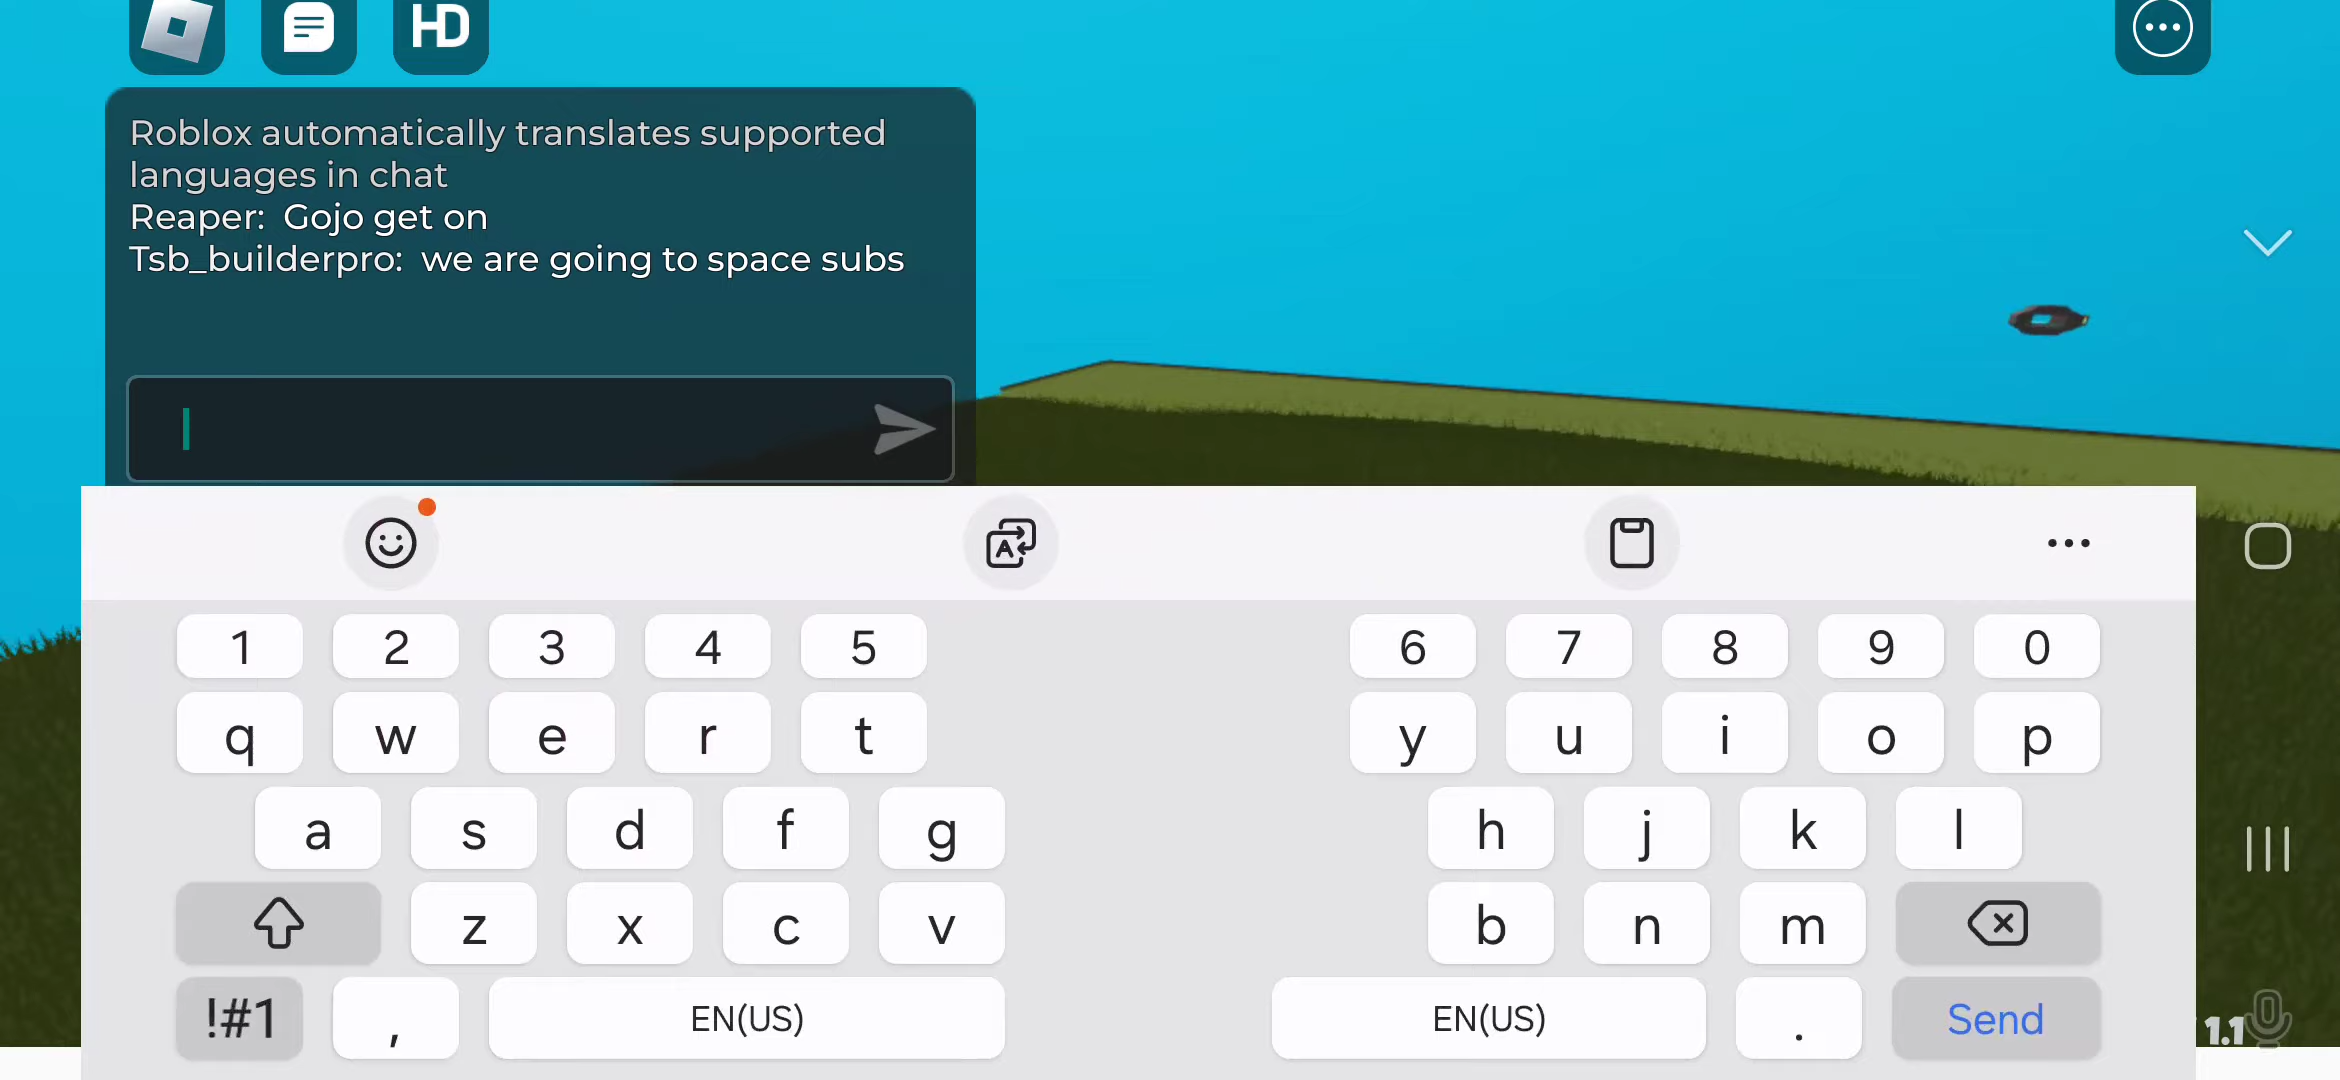 HD
Roblox automatically translates supported
languages in chat
Reaper: Gojo get on
Tsb_builderpro: we are going to space subs
1 2 3 4 5 6 7 8 9 0
q w e r t y u i o p
a s d f g h j k l
z x c v b n m
!#1 , EN(US) EN(US) . Send
1.1